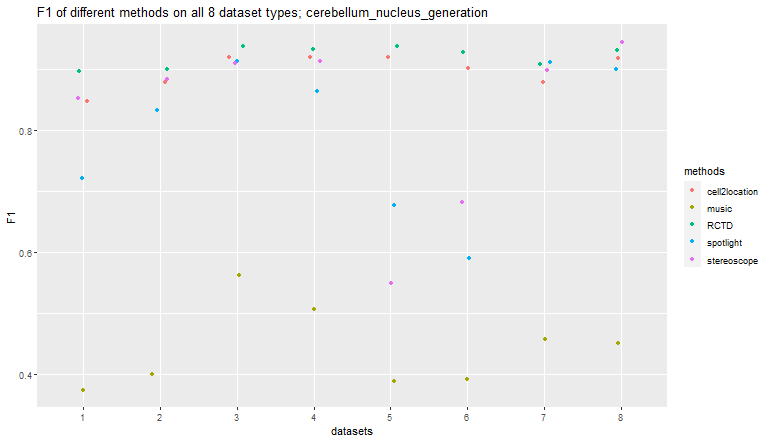 F1 of different methods on all 8 dataset types; cerebellum_nucleus_generation
F1
0.8
0.6
0.4
1 2 3 4 5 6 7 8
datasets
methods
cell2location
music
RCTD
spotlight
stereoscope